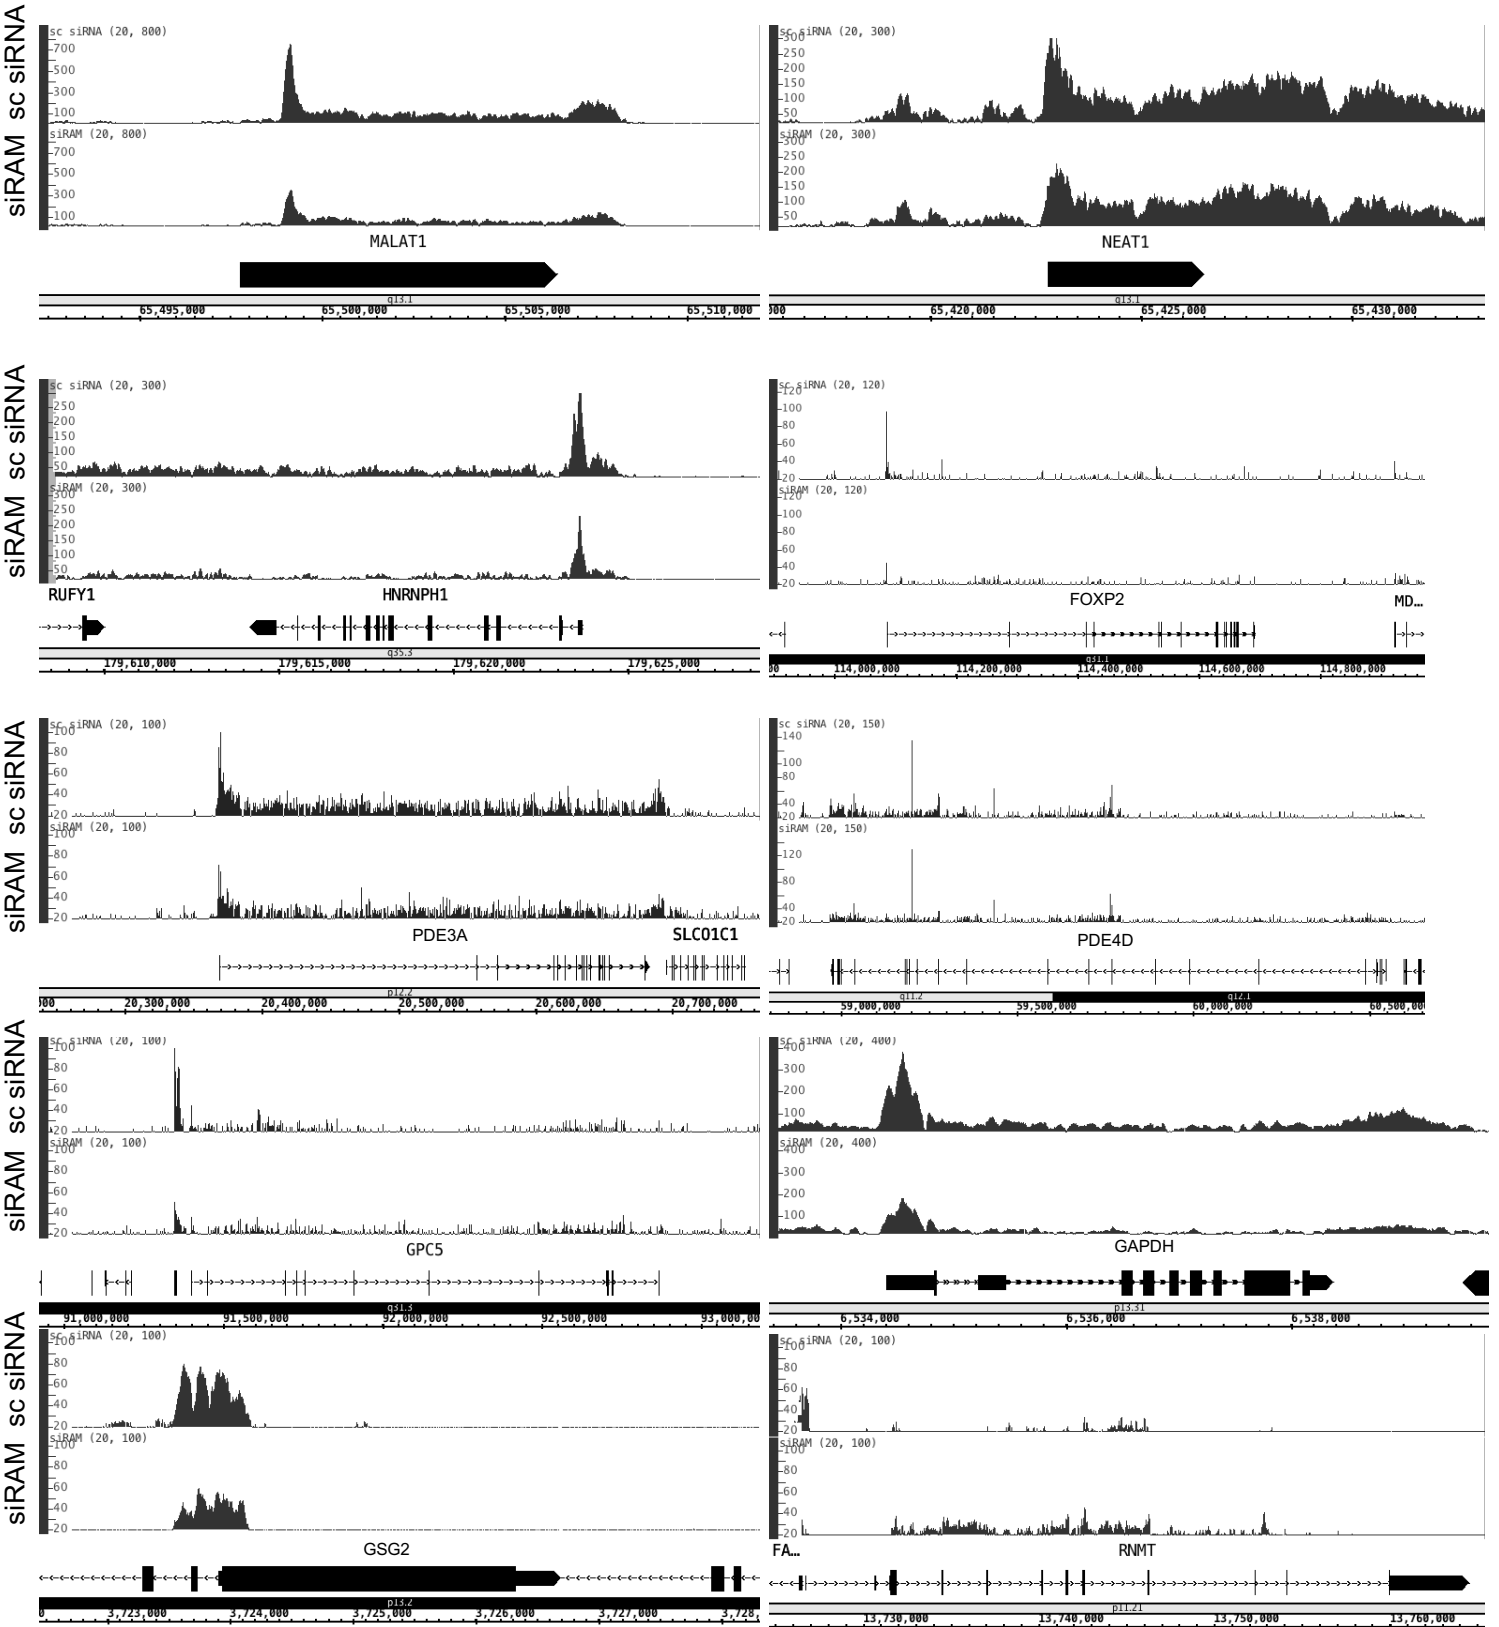 sc siRNA
siRAM
sc siRNA (20, 800)
700
500
300
100
siRAM (20, 800)
700
500
300
100
MALAT1
q13.1
65,495,000 65,500,000 65,505,000 65,510,000
sc siRNA (20, 300)
300
250
200
150
100
50
siRAM (20, 300)
300
250
200
150
100
50
NEAT1
q13.1
65,420,000 65,425,000 65,430,000
sc siRNA
siRAM
sc siRNA (20, 300)
250
200
150
100
50
siRAM (20, 300)
300
250
200
150
100
50
RUFY1 HNRNPH1
q35.3
179,610,000 179,615,000 179,620,000 179,625,000
sc siRNA (20, 120)
120
100
80
60
40
20
siRAM (20, 120)
120
100
80
60
40
20
FOXP2 MD…
q31.1
114,000,000 114,200,000 114,400,000 114,600,000 114,800,000
sc siRNA
siRAM
sc siRNA (20, 100)
100
80
60
40
20
siRAM (20, 100)
100
80
60
40
20
PDE3A SLCO1C1
p12.2
20,300,000 20,400,000 20,500,000 20,600,000 20,700,000
sc siRNA (20, 150)
140
100
80
40
20
siRAM (20, 150)
120
80
40
20
PDE4D
q11.2 q12.1
59,000,000 59,500,000 60,000,000 60,500,000
sc siRNA
siRAM
sc siRNA (20, 100)
100
80
60
40
20
siRAM (20, 100)
100
80
60
40
20
GPC5
q31.3
91,000,000 91,500,000 92,000,000 92,500,000 93,000,000
sc siRNA (20, 400)
400
300
200
100
siRAM (20, 400)
400
300
200
100
GAPDH
p13.31
6,534,000 6,536,000 6,538,000
sc siRNA
siRAM
sc siRNA (20, 100)
100
80
60
40
20
siRAM (20, 100)
100
80
60
40
20
GSG2
p13.2
3,723,000 3,724,000 3,725,000 3,726,000 3,727,000 3,728,
sc siRNA (20, 100)
100
80
60
40
20
siRAM (20, 100)
100
80
60
40
20
FA… RNMT
p11.21
13,730,000 13,740,000 13,750,000 13,760,000